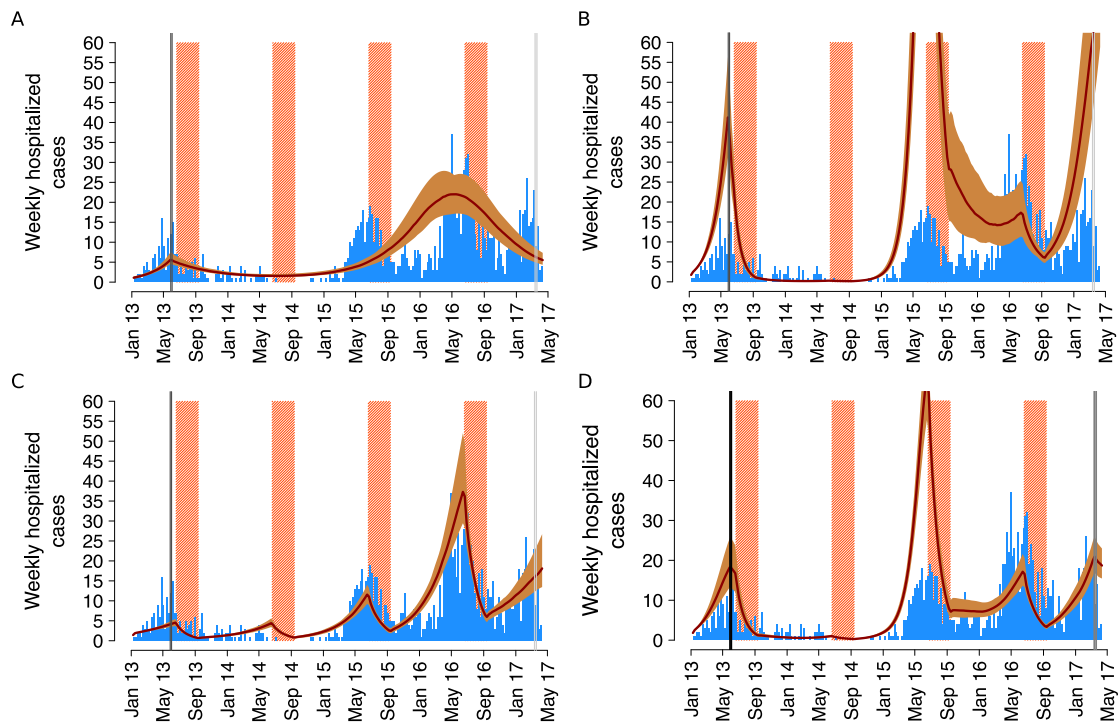 A
Weekly hospitalized
cases
60
55
50
45
40
35
30
25
20
15
10
5
0
Jan 13
May 13
Sep 13
Jan 14
May 14
Sep 14
Jan 15
May 15
Sep 15
Jan 16
May 16
Sep 16
Jan 17
May 17
B
Weekly hospitalized
cases
60
55
50
45
40
35
30
25
20
15
10
5
0
Jan 13
May 13
Sep 13
Jan 14
May 14
Sep 14
Jan 15
May 15
Sep 15
Jan 16
May 16
Sep 16
Jan 17
May 17
C
Weekly hospitalized
cases
60
55
50
45
40
35
30
25
20
15
10
5
0
Jan 13
May 13
Sep 13
Jan 14
May 14
Sep 14
Jan 15
May 15
Sep 15
Jan 16
May 16
Sep 16
Jan 17
May 17
D
Weekly hospitalized
cases
60
50
40
30
20
10
0
Jan 13
May 13
Sep 13
Jan 14
May 14
Sep 14
Jan 15
May 15
Sep 15
Jan 16
May 16
Sep 16
Jan 17
May 17